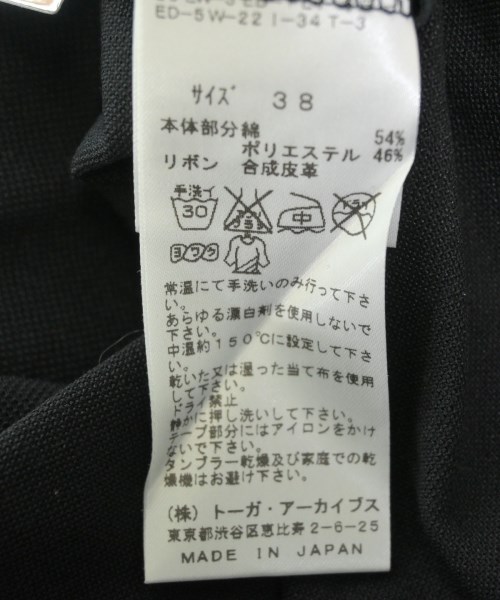 ED-5W-22 I-34 T-3
サイズ 38
本体部分綿 54%
ポリエステル 46%
リボン 合成皮革
手洗イ 30 エンソサラシ 中 ドライ
ヨワク
常温にて手洗いのみ行って下さ
い。
あらゆる漂白剤を使用しないで
下さい。
中温約150℃に設定して下さ
い。
乾いた又は湿った当て布を使用
して下さい。
ドライ禁止
静かに押し洗いして下さい。
テープ部分にはアイロンをかけ
ないで下さい。
タンブラー乾燥及び家庭での乾
燥機はお避け下さい。
(株)トーガ・アーカイブス
東京都渋谷区恵比寿2-6-25
MADE IN JAPAN